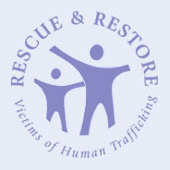 RESCUE & RESTORE
Victims of Human Trafficking